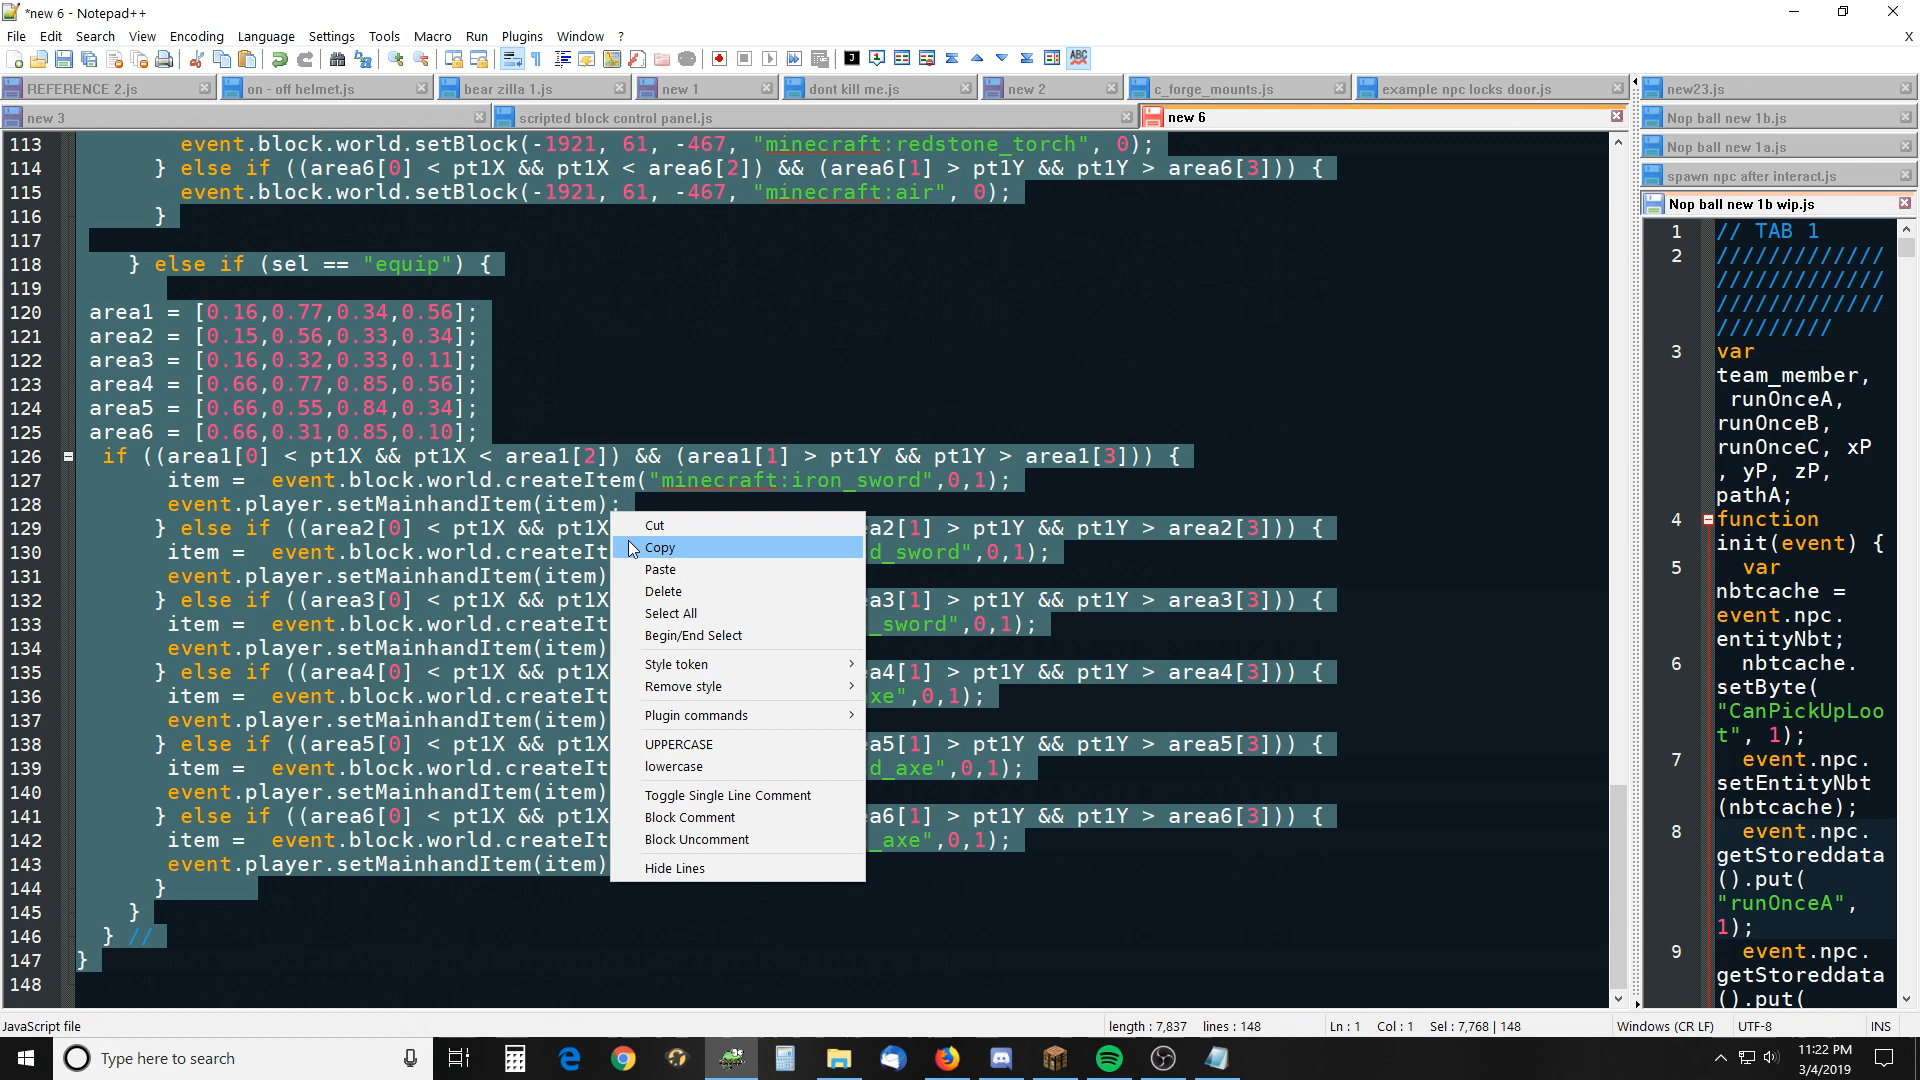 *new 6 - Notepad++
File Edit Search View Encoding Language Settings Tools Macro Run Plugins Window ? X
REFERENCE 2.js on - off helmet.js bear zilla 1.js new 1 dont kill me.js new 2 c_forge_mounts.js example npc locks door.js
new 3 scripted block control panel.js new 6
113 event.block.world.setBlock(-1921, 61, -467, "minecraft:redstone_torch", 0);
114 } else if ((area6[0] < pt1X && pt1X < area6[2]) && (area6[1] > pt1Y && pt1Y > area6[3])) {
115 event.block.world.setBlock(-1921, 61, -467, "minecraft:air", 0);
116 }
117
118 } else if (sel == "equip") {
119
120 area1 = [0.16,0.77,0.34,0.56];
121 area2 = [0.15,0.56,0.33,0.34];
122 area3 = [0.16,0.32,0.33,0.11];
123 area4 = [0.66,0.77,0.85,0.56];
124 area5 = [0.66,0.55,0.84,0.34];
125 area6 = [0.66,0.31,0.85,0.10];
126 if ((area1[0] < pt1X && pt1X < area1[2]) && (area1[1] > pt1Y && pt1Y > area1[3])) {
127 item = event.block.world.createItem("minecraft:iron_sword",0,1);
128 event.player.setMainhandItem(item);
129 } else if ((area2[0] < pt1X && pt1X a2[1] > pt1Y && pt1Y > area2[3])) {
130 item = event.block.world.createIt d_sword",0,1);
131 event.player.setMainhandItem(item)
132 } else if ((area3[0] < pt1X && pt1X a3[1] > pt1Y && pt1Y > area3[3])) {
133 item = event.block.world.createIt _sword",0,1);
134 event.player.setMainhandItem(item)
135 } else if ((area4[0] < pt1X && pt1X a4[1] > pt1Y && pt1Y > area4[3])) {
136 item = event.block.world.createIt xe",0,1);
137 event.player.setMainhandItem(item)
138 } else if ((area5[0] < pt1X && pt1X a5[1] > pt1Y && pt1Y > area5[3])) {
139 item = event.block.world.createIt d_axe",0,1);
140 event.player.setMainhandItem(item)
141 } else if ((area6[0] < pt1X && pt1X a6[1] > pt1Y && pt1Y > area6[3])) {
142 item = event.block.world.createIt _axe",0,1);
143 event.player.setMainhandItem(item)
144 }
145 }
146 } //
147 }
148
Cut
Copy
Paste
Delete
Select All
Begin/End Select
Style token
Remove style
Plugin commands
UPPERCASE
lowercase
Toggle Single Line Comment
Block Comment
Block Uncomment
Hide Lines
new23.js
Nop ball new 1b.js
Nop ball new 1a.js
spawn npc after interact.js
Nop ball new 1b wip.js
1 // TAB 1
2 /////////////
/////////////
/////////////
/////////
3 var
team_member,
runOnceA,
runOnceB,
runOnceC, xP
, yP, zP,
pathA;
4 function
init(event) {
5 var
nbtcache =
event.npc.
entityNbt;
6 nbtcache.
setByte(
"CanPickUpLoo
t", 1);
7 event.npc.
setEntityNbt
(nbtcache);
8 event.npc.
getStoreddata
().put(
"runOnceA",
1);
9 event.npc.
getStoreddata
().put(
JavaScript file length : 7,837 lines : 148 Ln : 1 Col : 1 Sel : 7,768 | 148 Windows (CR LF) UTF-8 INS
Type here to search
11:22 PM
3/4/2019